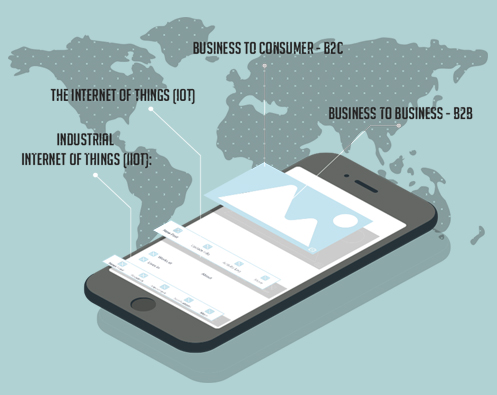 BUSINESS TO CONSUMER - B2C
THE INTERNET OF THINGS (IOT)
BUSINESS TO BUSINESS - B2B
INDUSTRIAL
INTERNET OF THINGS (IIOT):